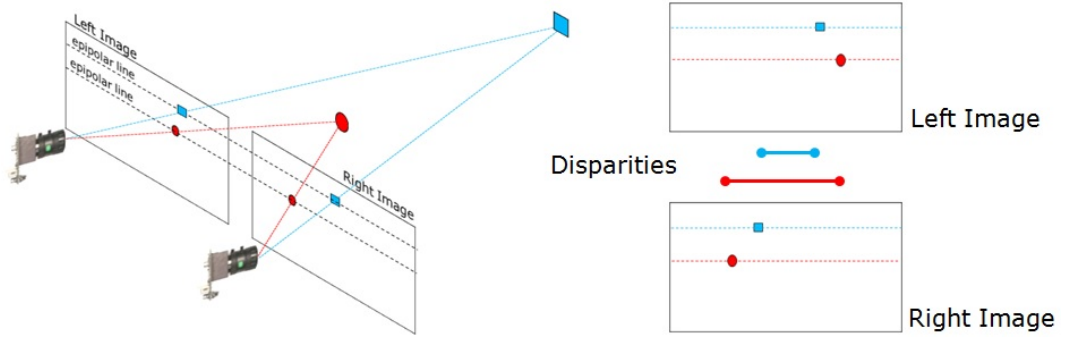 Left Image
epipolar line
epipolar line
Right Image
Left Image
Disparities
Right Image